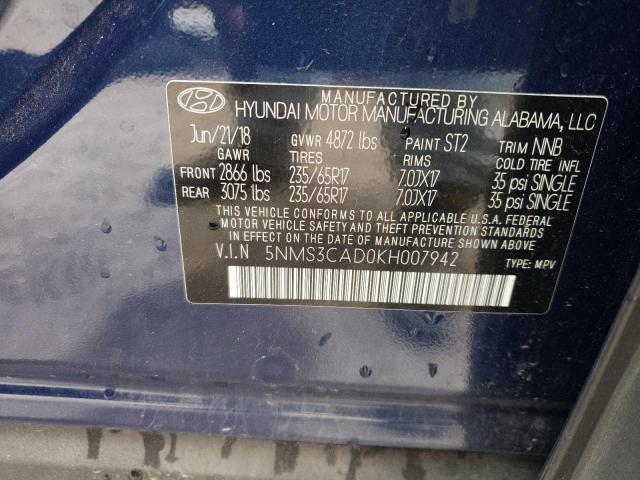 MANUFACTURED BY
HYUNDAI MOTOR MANUFACTURING ALABAMA, LLC
Jun/21/18 GVWR 4872 lbs PAINT ST2 TRIM NNB
GAWR TIRES RIMS COLD TIRE INFL
FRONT 2866 lbs 235/65R17 7.0JX17 35 psi SINGLE
REAR 3075 lbs 235/65R17 7.0JX17 35 psi SINGLE
THIS VEHICLE CONFORMS TO ALL APPLICABLE U.S.A. FEDERAL
MOTOR VEHICLE SAFETY AND THEFT PREVENTION STANDARDS
IN EFFECT ON THE DATE OF MANUFACTURE SHOWN ABOVE.
V.I.N 5NMS3CAD0KH007942 TYPE: MPV